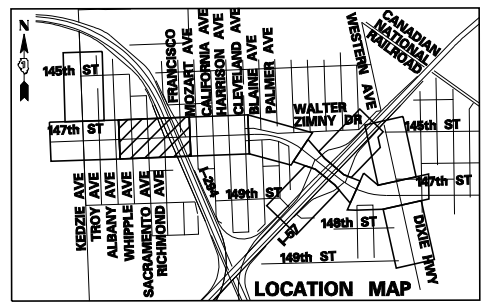 N
CANADIAN
NATIONAL
RAILROAD
FRANCISCO
MOZART AVE
CALIFORNIA AVE
HARRISON AVE
CLEVELAND AVE
BLAINE AVE
PALMER AVE
WESTERN AVE
145th ST
WALTER
ZIMNY DR
147th ST
145th ST
I-294
149th ST
147th ST
KEDZIE AVE
TROY AVE
ALBANY AVE
WHIPPLE AVE
SACRAMENTO AVE
RICHMOND AVE
I-57
148th ST
DIXIE HWY
149th ST
LOCATION MAP